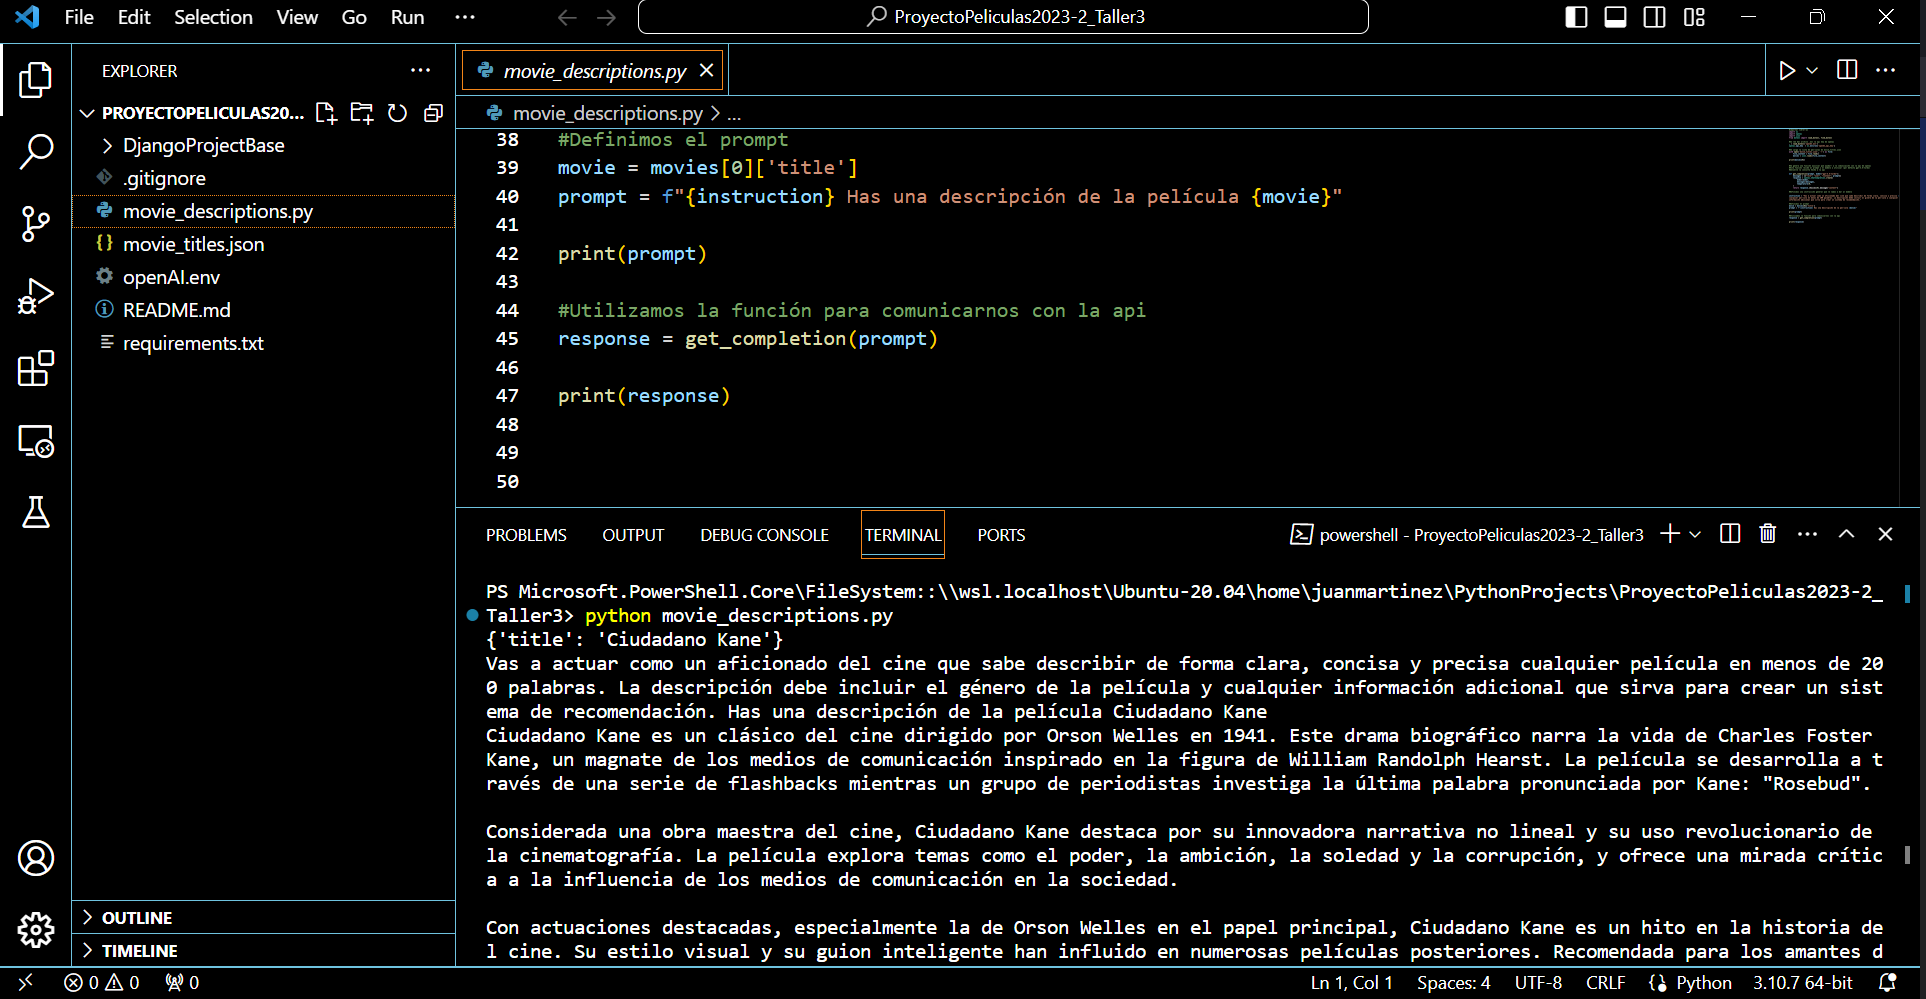 File Edit Selection View Go Run ··· ProyectoPeliculas2023-2_Taller3
EXPLORER ···
PROYECTOPELICULAS20...
DjangoProjectBase
.gitignore
movie_descriptions.py
movie_titles.json
openAI.env
README.md
requirements.txt
OUTLINE
TIMELINE
movie_descriptions.py
movie_descriptions.py > ...
38 #Definimos el prompt
39 movie = movies[0]['title']
40 prompt = f"{instruction} Has una descripción de la película {movie}"
41
42 print(prompt)
43
44 #Utilizamos la función para comunicarnos con la api
45 response = get_completion(prompt)
46
47 print(response)
48
49
50
PROBLEMS OUTPUT DEBUG CONSOLE TERMINAL PORTS powershell - ProyectoPeliculas2023-2_Taller3
PS Microsoft.PowerShell.Core\FileSystem::\\wsl.localhost\Ubuntu-20.04\home\juanmartinez\PythonProjects\ProyectoPeliculas2023-2_
Taller3> python movie_descriptions.py
{'title': 'Ciudadano Kane'}
Vas a actuar como un aficionado del cine que sabe describir de forma clara, concisa y precisa cualquier película en menos de 20
0 palabras. La descripción debe incluir el género de la película y cualquier información adicional que sirva para crear un sist
ema de recomendación. Has una descripción de la película Ciudadano Kane
Ciudadano Kane es un clásico del cine dirigido por Orson Welles en 1941. Este drama biográfico narra la vida de Charles Foster
Kane, un magnate de los medios de comunicación inspirado en la figura de William Randolph Hearst. La película se desarrolla a t
ravés de una serie de flashbacks mientras un grupo de periodistas investiga la última palabra pronunciada por Kane: "Rosebud".
Considerada una obra maestra del cine, Ciudadano Kane destaca por su innovadora narrativa no lineal y su uso revolucionario de
la cinematografía. La película explora temas como el poder, la ambición, la soledad y la corrupción, y ofrece una mirada crític
a a la influencia de los medios de comunicación en la sociedad.
Con actuaciones destacadas, especialmente la de Orson Welles en el papel principal, Ciudadano Kane es un hito en la historia de
l cine. Su estilo visual y su guion inteligente han influido en numerosas películas posteriores. Recomendada para los amantes d
0 0 0 Ln 1, Col 1 Spaces: 4 UTF-8 CRLF Python 3.10.7 64-bit